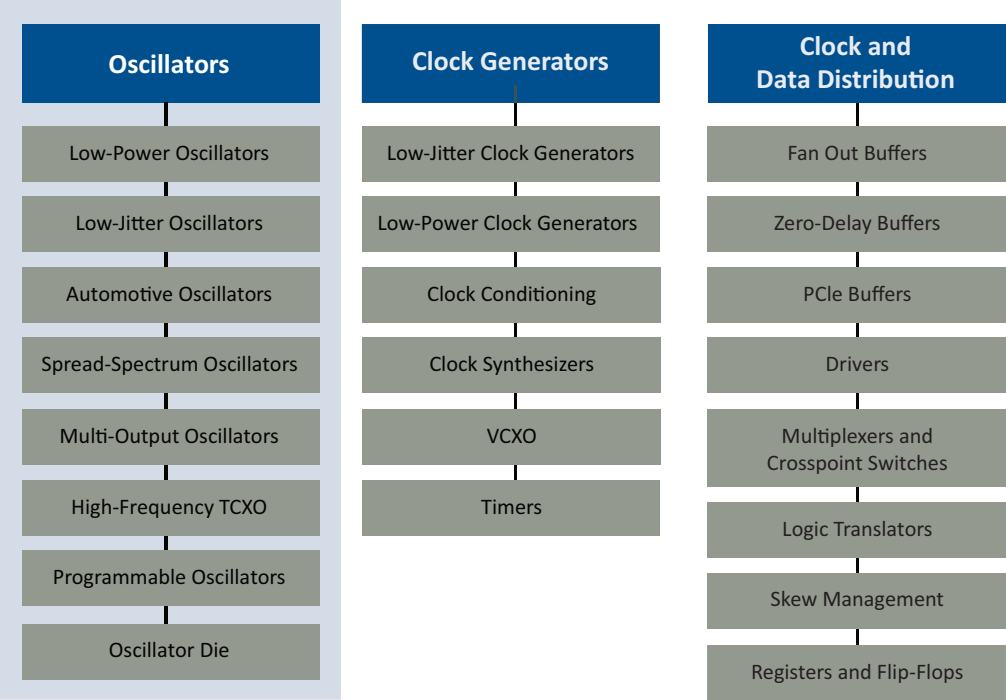 Oscillators
Low-Power Oscillators
Low-Jitter Oscillators
Automotive Oscillators
Spread-Spectrum Oscillators
Multi-Output Oscillators
High-Frequency TCXO
Programmable Oscillators
Oscillator Die
Clock Generators
Low-Jitter Clock Generators
Low-Power Clock Generators
Clock Conditioning
Clock Synthesizers
VCXO
Timers
Clock and
Data Distribution
Fan Out Buffers
Zero-Delay Buffers
PCle Buffers
Drivers
Multiplexers and
Crosspoint Switches
Logic Translators
Skew Management
Registers and Flip-Flops